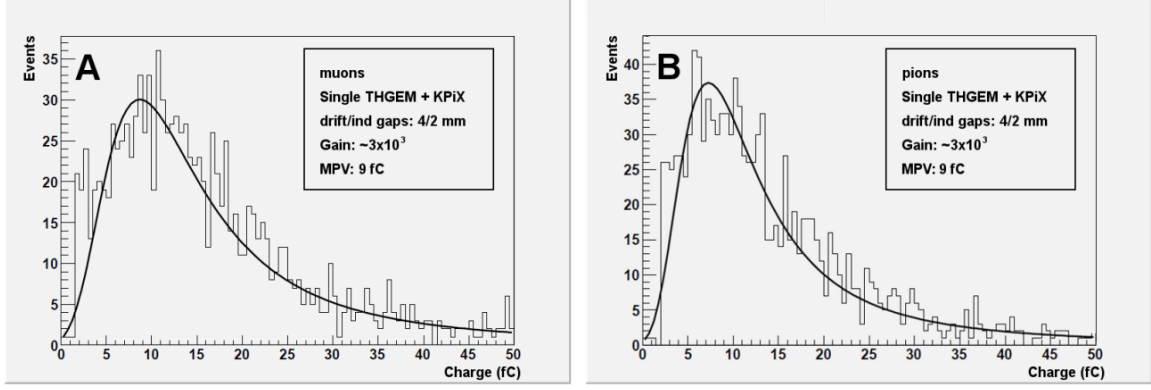 Events
A
muons
Single THGEM + KPiX
drift/ind gaps: 4/2 mm
Gain: ~3x10³
MPV: 9 fC
35
30
25
20
15
10
5
0
0 5 10 15 20 25 30 35 40 45 50
Charge (fC)
Events
B
pions
Single THGEM + KPiX
drift/ind gaps: 4/2 mm
Gain: ~3x10³
MPV: 9 fC
40
35
30
25
20
15
10
5
0
0 5 10 15 20 25 30 35 40 45 50
Charge (fC)